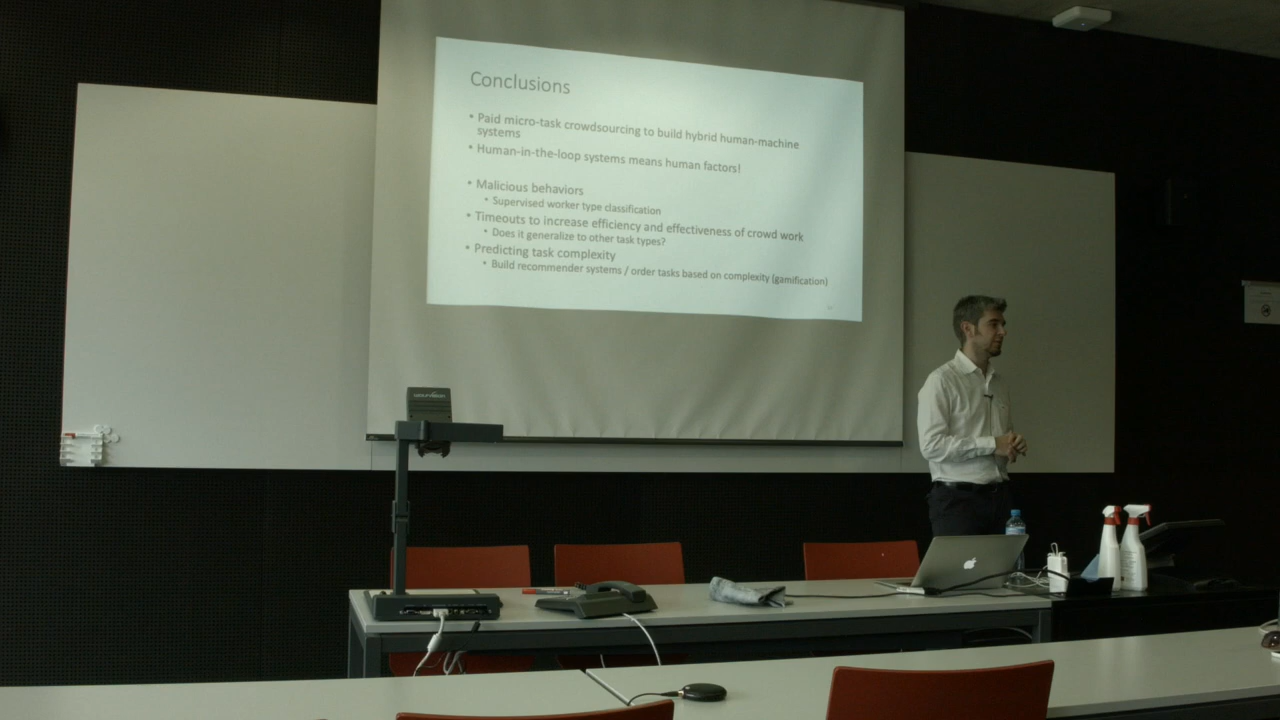 Conclusions
• Paid micro-task crowdsourcing to build hybrid human-machine
systems
• Human-in-the-loop systems means human factors!
• Malicious behaviors
• Supervised worker type classification
• Timeouts to increase efficiency and effectiveness of crowd work
• Does it generalize to other task types?
• Predicting task complexity
• Build recommender systems / order tasks based on complexity (gamification)